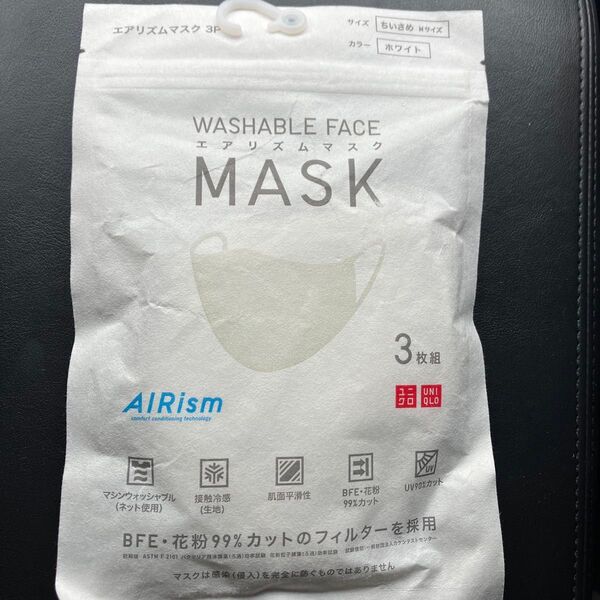 エアリズムマスク 3P
サイズ ちいさめ Mサイズ
カラー ホワイト
WASHABLE FACE
エアリズムマスク
MASK
3枚組
AIRism
comfort conditioning technology
ユニクロ
UNIQLO
マシンウォッシャブル
(ネット使用)
接触冷感
(生地)
肌面平滑性
BFE・花粉
99%カット
UV
UV90%カット
BFE・花粉99%カットのフィルターを採用
マスクは感染(侵入)を完全に防ぐものではありません